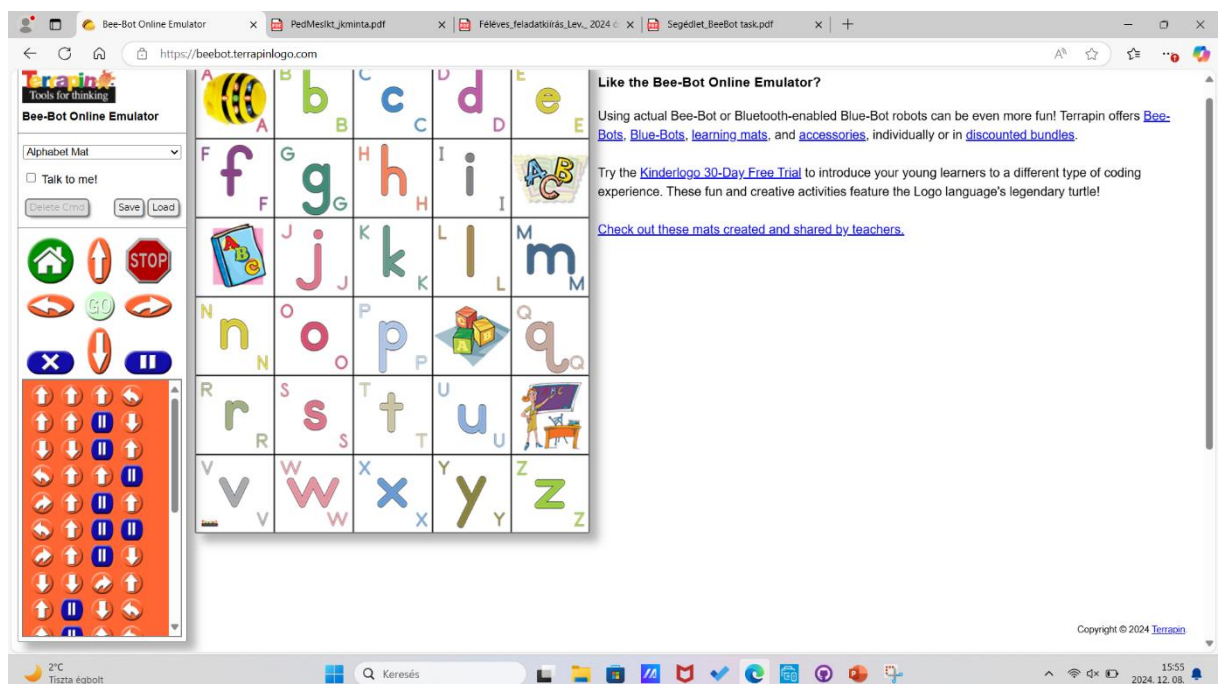 Bee-Bot Online Emulator
PedMeslkt_jkminta.pdf
Féléves_feladatkiírás_Lev._ 2024
Segédlet_BeeBot task.pdf
https://beebot.terrapinlogo.com
Terrapin
Tools for thinking
Bee-Bot Online Emulator
Alphabet Mat
Talk to me!
Delete Cmd Save Load
STOP
GO
A A B b B C c C D d D E e E
F f F G g G H h H I i I A B C
A B C J j J K k K L l L M m M
N n N O o O P p P A B Q q Q
R r R S s S T t T U u U
V v V W w W X x X Y y Y Z z Z
Like the Bee-Bot Online Emulator?
Using actual Bee-Bot or Bluetooth-enabled Blue-Bot robots can be even more fun! Terrapin offers Bee-
Bots, Blue-Bots, learning mats, and accessories, individually or in discounted bundles.
Try the Kinderlogo 30-Day Free Trial to introduce your young learners to a different type of coding
experience. These fun and creative activities feature the Logo language's legendary turtle!
Check out these mats created and shared by teachers.
Copyright © 2024 Terrapin
2°C
Tiszta égbolt
Keresés
15:55
2024. 12. 08.